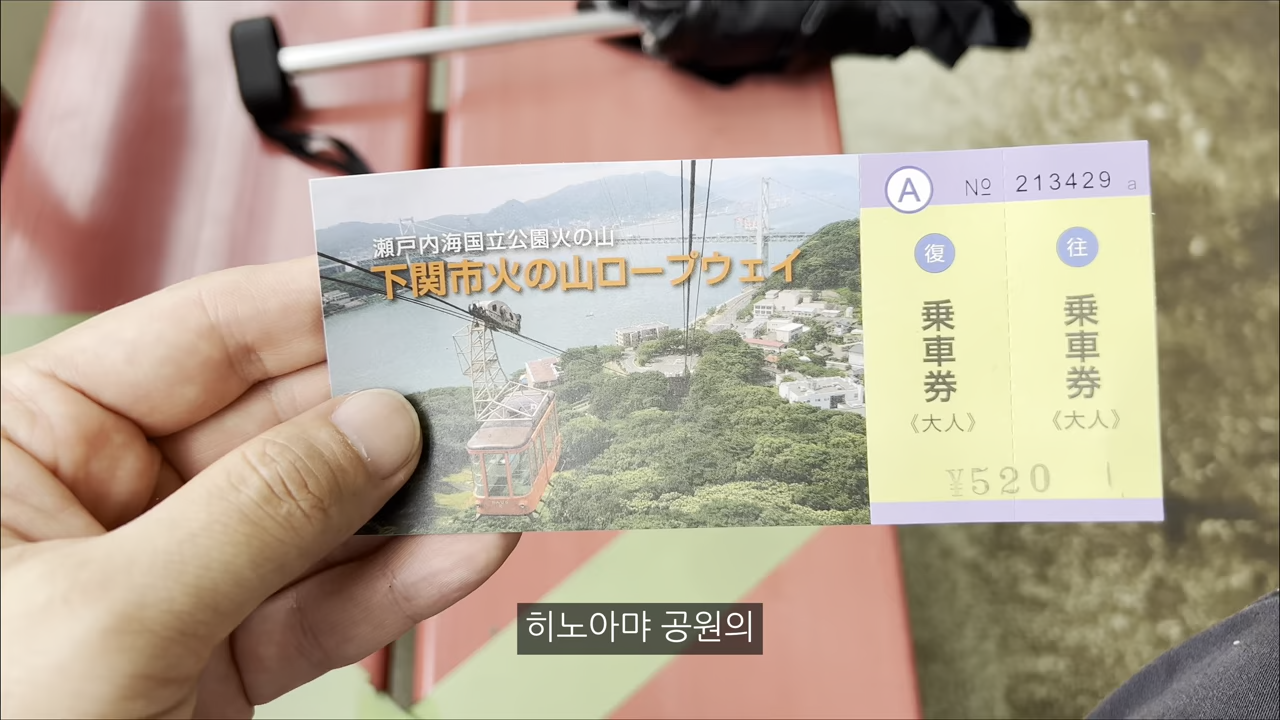 瀬戸内海国立公園火の山
下関市火の山ロープウェイ
A
№ 213429 a
復
乗車券
《大人》
往
乗車券
《大人》
¥520
히노아먀 공원의